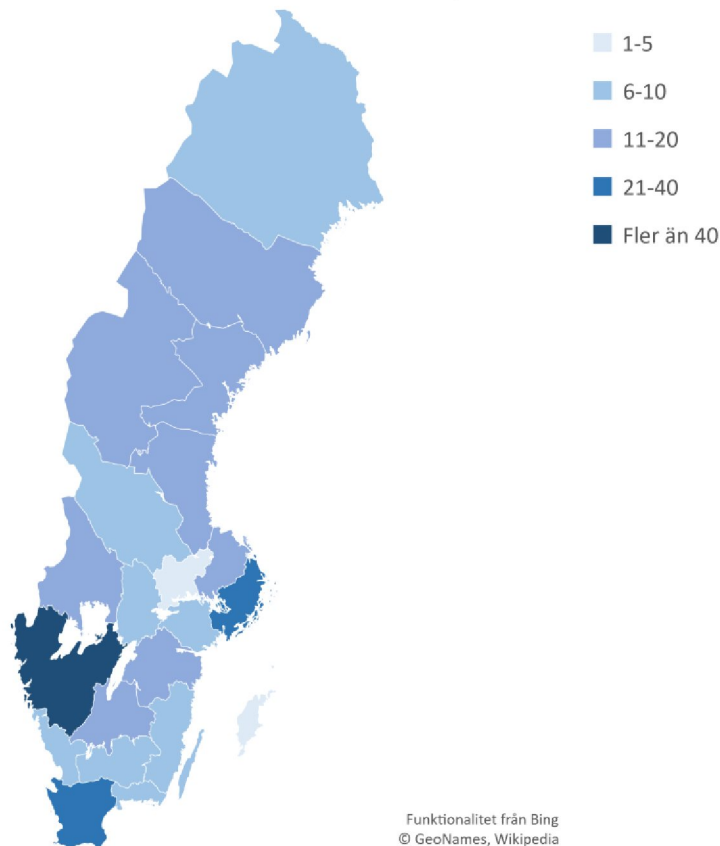 1-5
6-10
11-20
21-40
Fler än 40
Funktionalitet från Bing
© GeoNames, Wikipedia